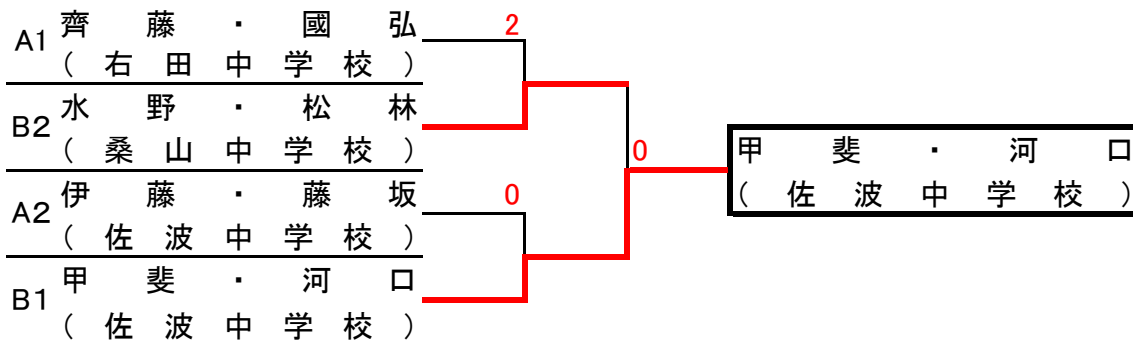 A1 齊藤・國弘 2
(右田中学校)
B2 水野・松林
(桑山中学校)
0
甲斐・河口
(佐波中学校)
A2 伊藤・藤坂 0
(佐波中学校)
B1 甲斐・河口
(佐波中学校)